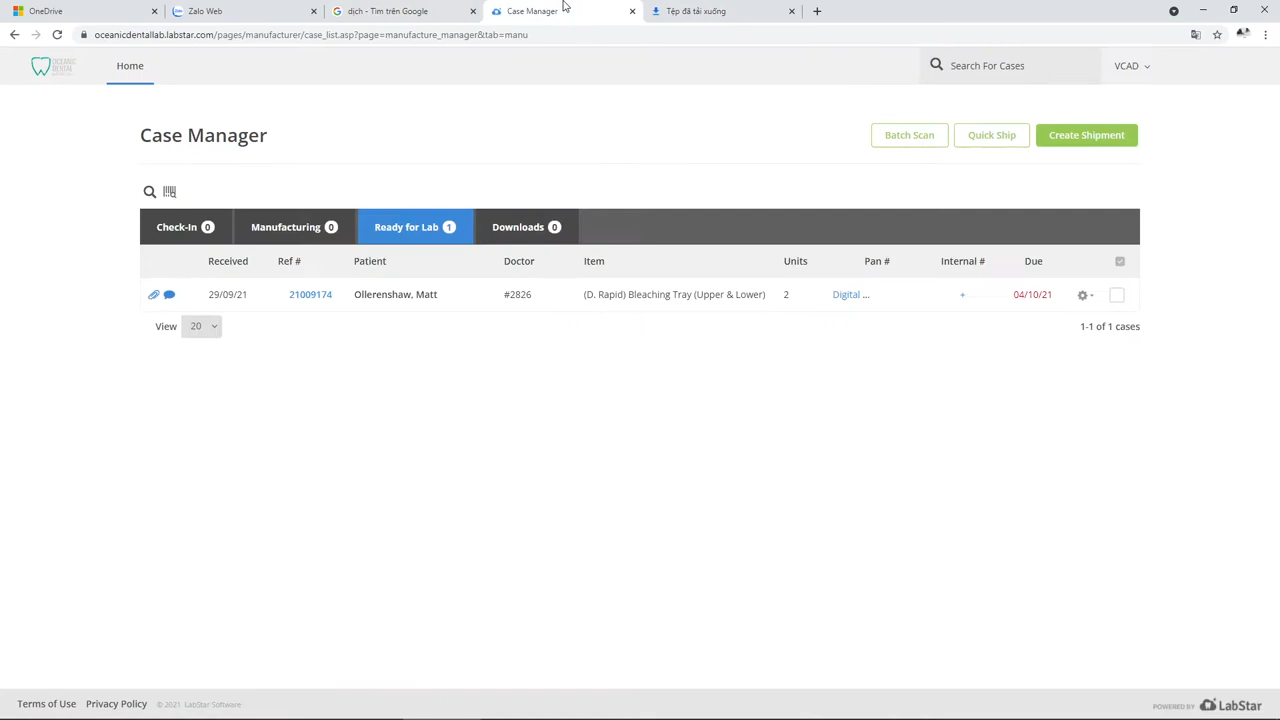 OneDrive
Zalo Web
dịch - Tìm trên Google
Case Manager
Tệp đã tải xuống
oceanicdentallab.labstar.com/pages/manufacturer/case_list.asp?page=manufacture_manager&tab=manu
OCEANIC
DENTAL
Home
Search For Cases
VCAD
Case Manager
Batch Scan
Quick Ship
Create Shipment
Check-In 0
Manufacturing 0
Ready for Lab 1
Downloads 0
Received Ref # Patient Doctor Item Units Pan # Internal # Due
29/09/21 21009174 Ollerenshaw, Matt #2826 (D. Rapid) Bleaching Tray (Upper & Lower) 2 Digital ... + 04/10/21
View 20
1-1 of 1 cases
Terms of Use Privacy Policy © 2021 LabStar Software
POWERED BY LabStar